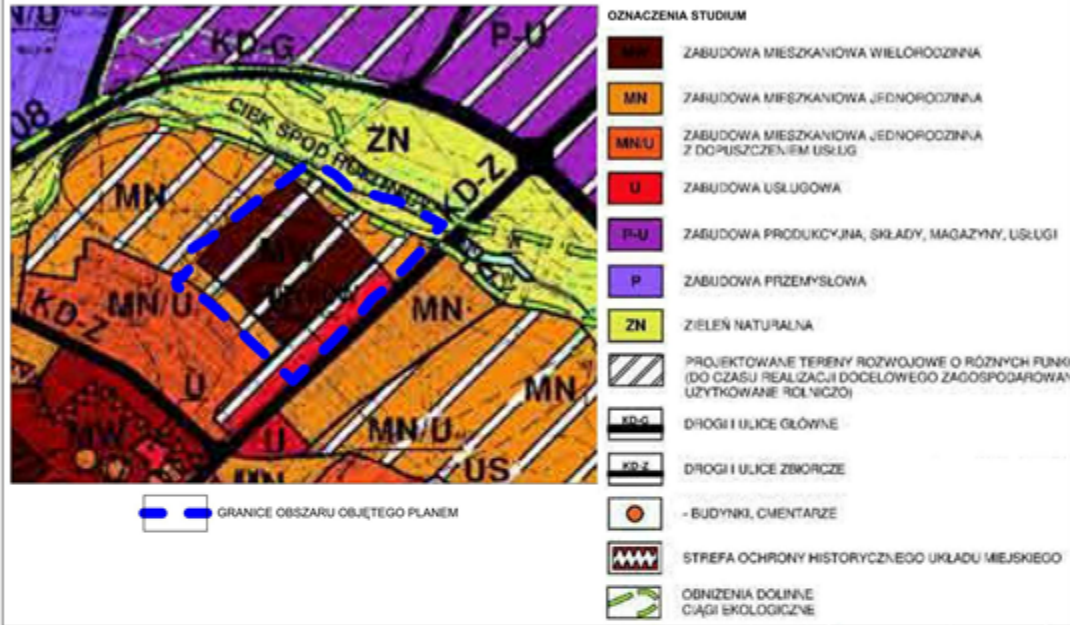 N/U
KD-G
P-U
08
CIEK SPOD
ZN
KD-Z
MN
MW
MN/U
MN
KD-Z
U
MN
MW
U
MN/U
US
GRANICE OBSZARU OBJĘTEGO PLANEM
OZNACZENIA STUDIUM
MW ZABUDOWA MIESZKANIOWA WIELORODZINNA
MN ZABUDOWA MIESZKANIOWA JEDNORODZINNA
MN/U ZABUDOWA MIESZKANIOWA JEDNORODZINNA
Z DOPUSZCZENIEM USŁUG
U ZABUDOWA USŁUGOWA
P-U ZABUDOWA PRODUKCYJNA, SKŁADY, MAGAZYNY, USŁUGI
P ZABUDOWA PRZEMYSŁOWA
ZN ZIELEŃ NATURALNA
PROJEKTOWANE TERENY ROZWOJOWE O RÓŻNYCH FUNK
(DO CZASU REALIZACJI DOCELOWEGO ZAGOSPODAROWAN
UŻYTKOWANE ROLNICZO)
KD-G DROGI I ULICE GŁÓWNE
KD-Z DROGI I ULICE ZBIORCZE
- BUDYNKI, CMENTARZE
STREFA OCHRONY HISTORYCZNEGO UKŁADU MIEJSKIEGO
OBNIŻENIA DOLINNE
CIĄGI EKOLOGICZNE